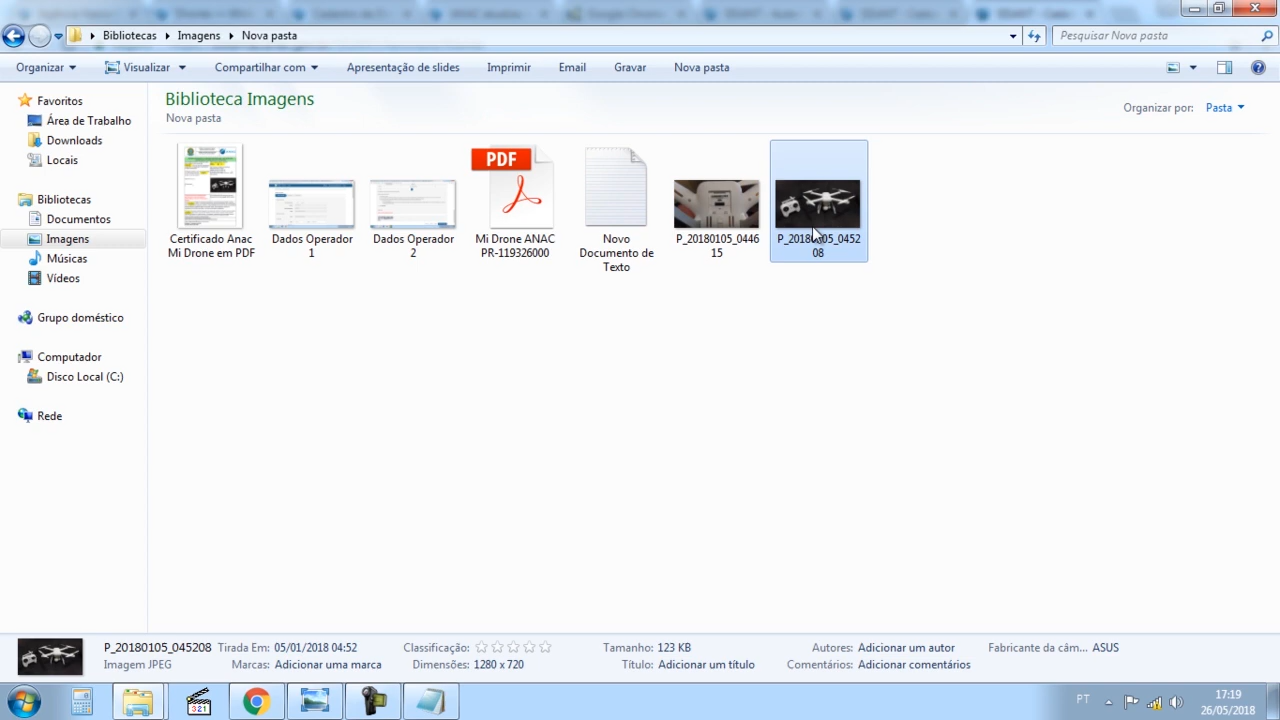 Bibliotecas Imagens Nova pasta
Pesquisar Nova pasta
Organizar Visualizar Compartilhar com Apresentação de slides Imprimir Email Gravar Nova pasta
Favoritos
Área de Trabalho
Downloads
Locais
Bibliotecas
Documentos
Imagens
Músicas
Vídeos
Grupo doméstico
Computador
Disco Local (C:)
Rede
Biblioteca Imagens
Nova pasta
Organizar por: Pasta
PDF
Certificado Anac
Mi Drone em PDF
Dados Operador
1
Dados Operador
2
Mi Drone ANAC
PR-119326000
Novo
Documento de
Texto
P_20180105_0446
15
P_20180105_0452
08
P_20180105_045208 Tirada Em: 05/01/2018 04:52 Classificação: Tamanho: 123 KB Autores: Adicionar um autor Fabricante da câm... ASUS
Imagem JPEG Marcas: Adicionar uma marca Dimensões: 1280 x 720 Título: Adicionar um título Comentários: Adicionar comentários
321
PT
17:19
26/05/2018